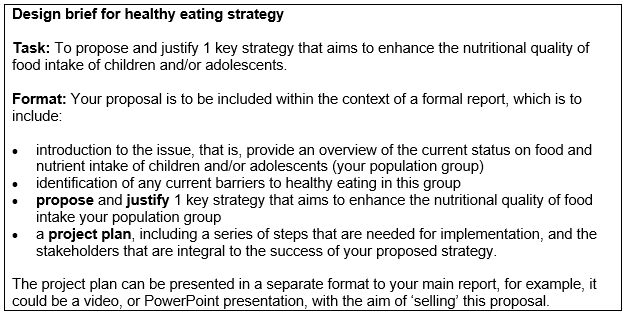 Design brief for healthy eating strategy
Task: To propose and justify 1 key strategy that aims to enhance the nutritional quality of
food intake of children and/or adolescents.
Format: Your proposal is to be included within the context of a formal report, which is to
include:
• introduction to the issue, that is, provide an overview of the current status on food and
nutrient intake of children and/or adolescents (your population group)
• identification of any current barriers to healthy eating in this group
• propose and justify 1 key strategy that aims to enhance the nutritional quality of food
intake your population group
• a project plan, including a series of steps that are needed for implementation, and the
stakeholders that are integral to the success of your proposed strategy.
The project plan can be presented in a separate format to your main report, for example, it
could be a video, or PowerPoint presentation, with the aim of ‘selling’ this proposal.